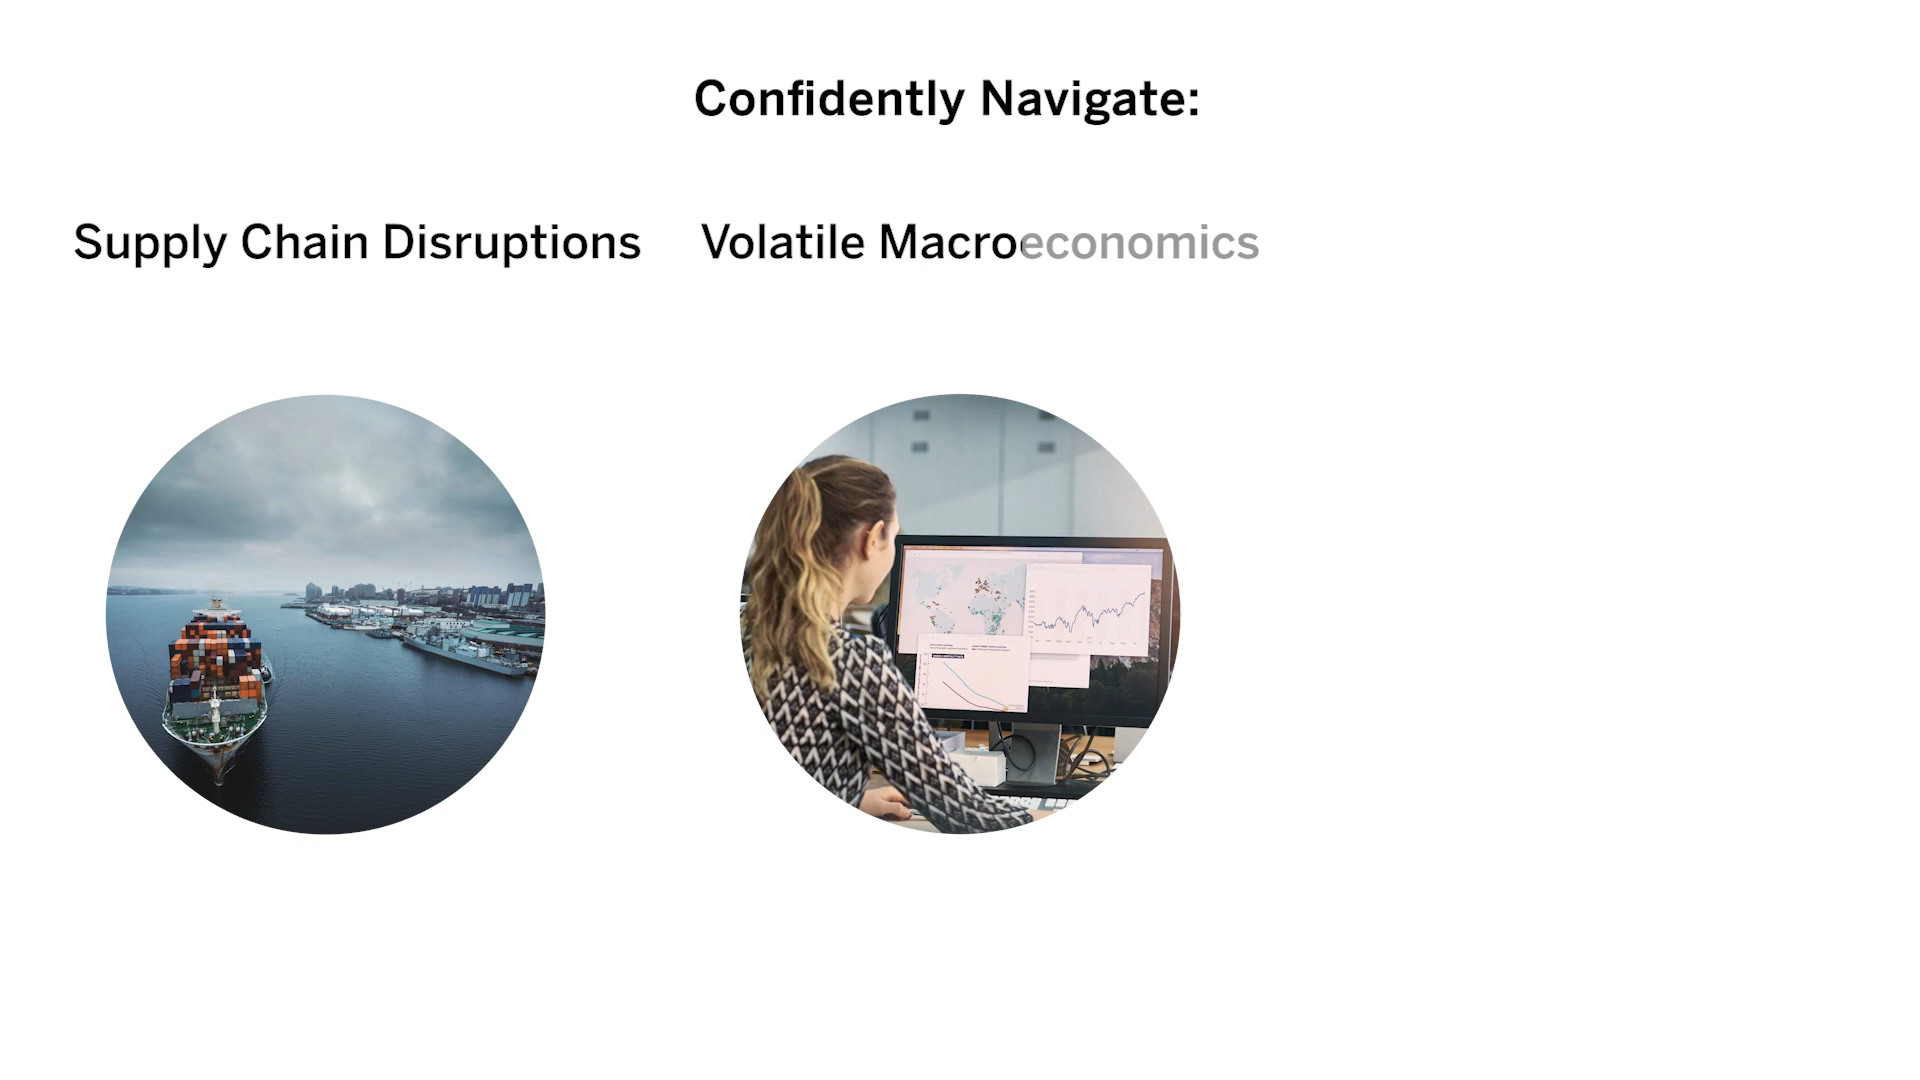 Confidently Navigate:
Supply Chain Disruptions
Volatile Macroeconomics